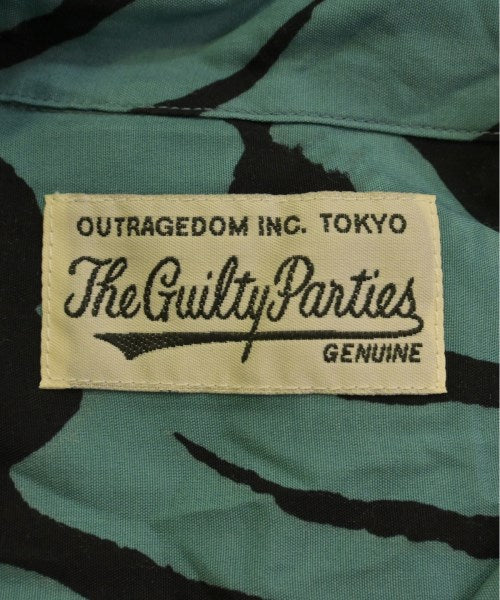 OUTRAGEDOM INC. TOKYO
The Guilty Parties
GENUINE